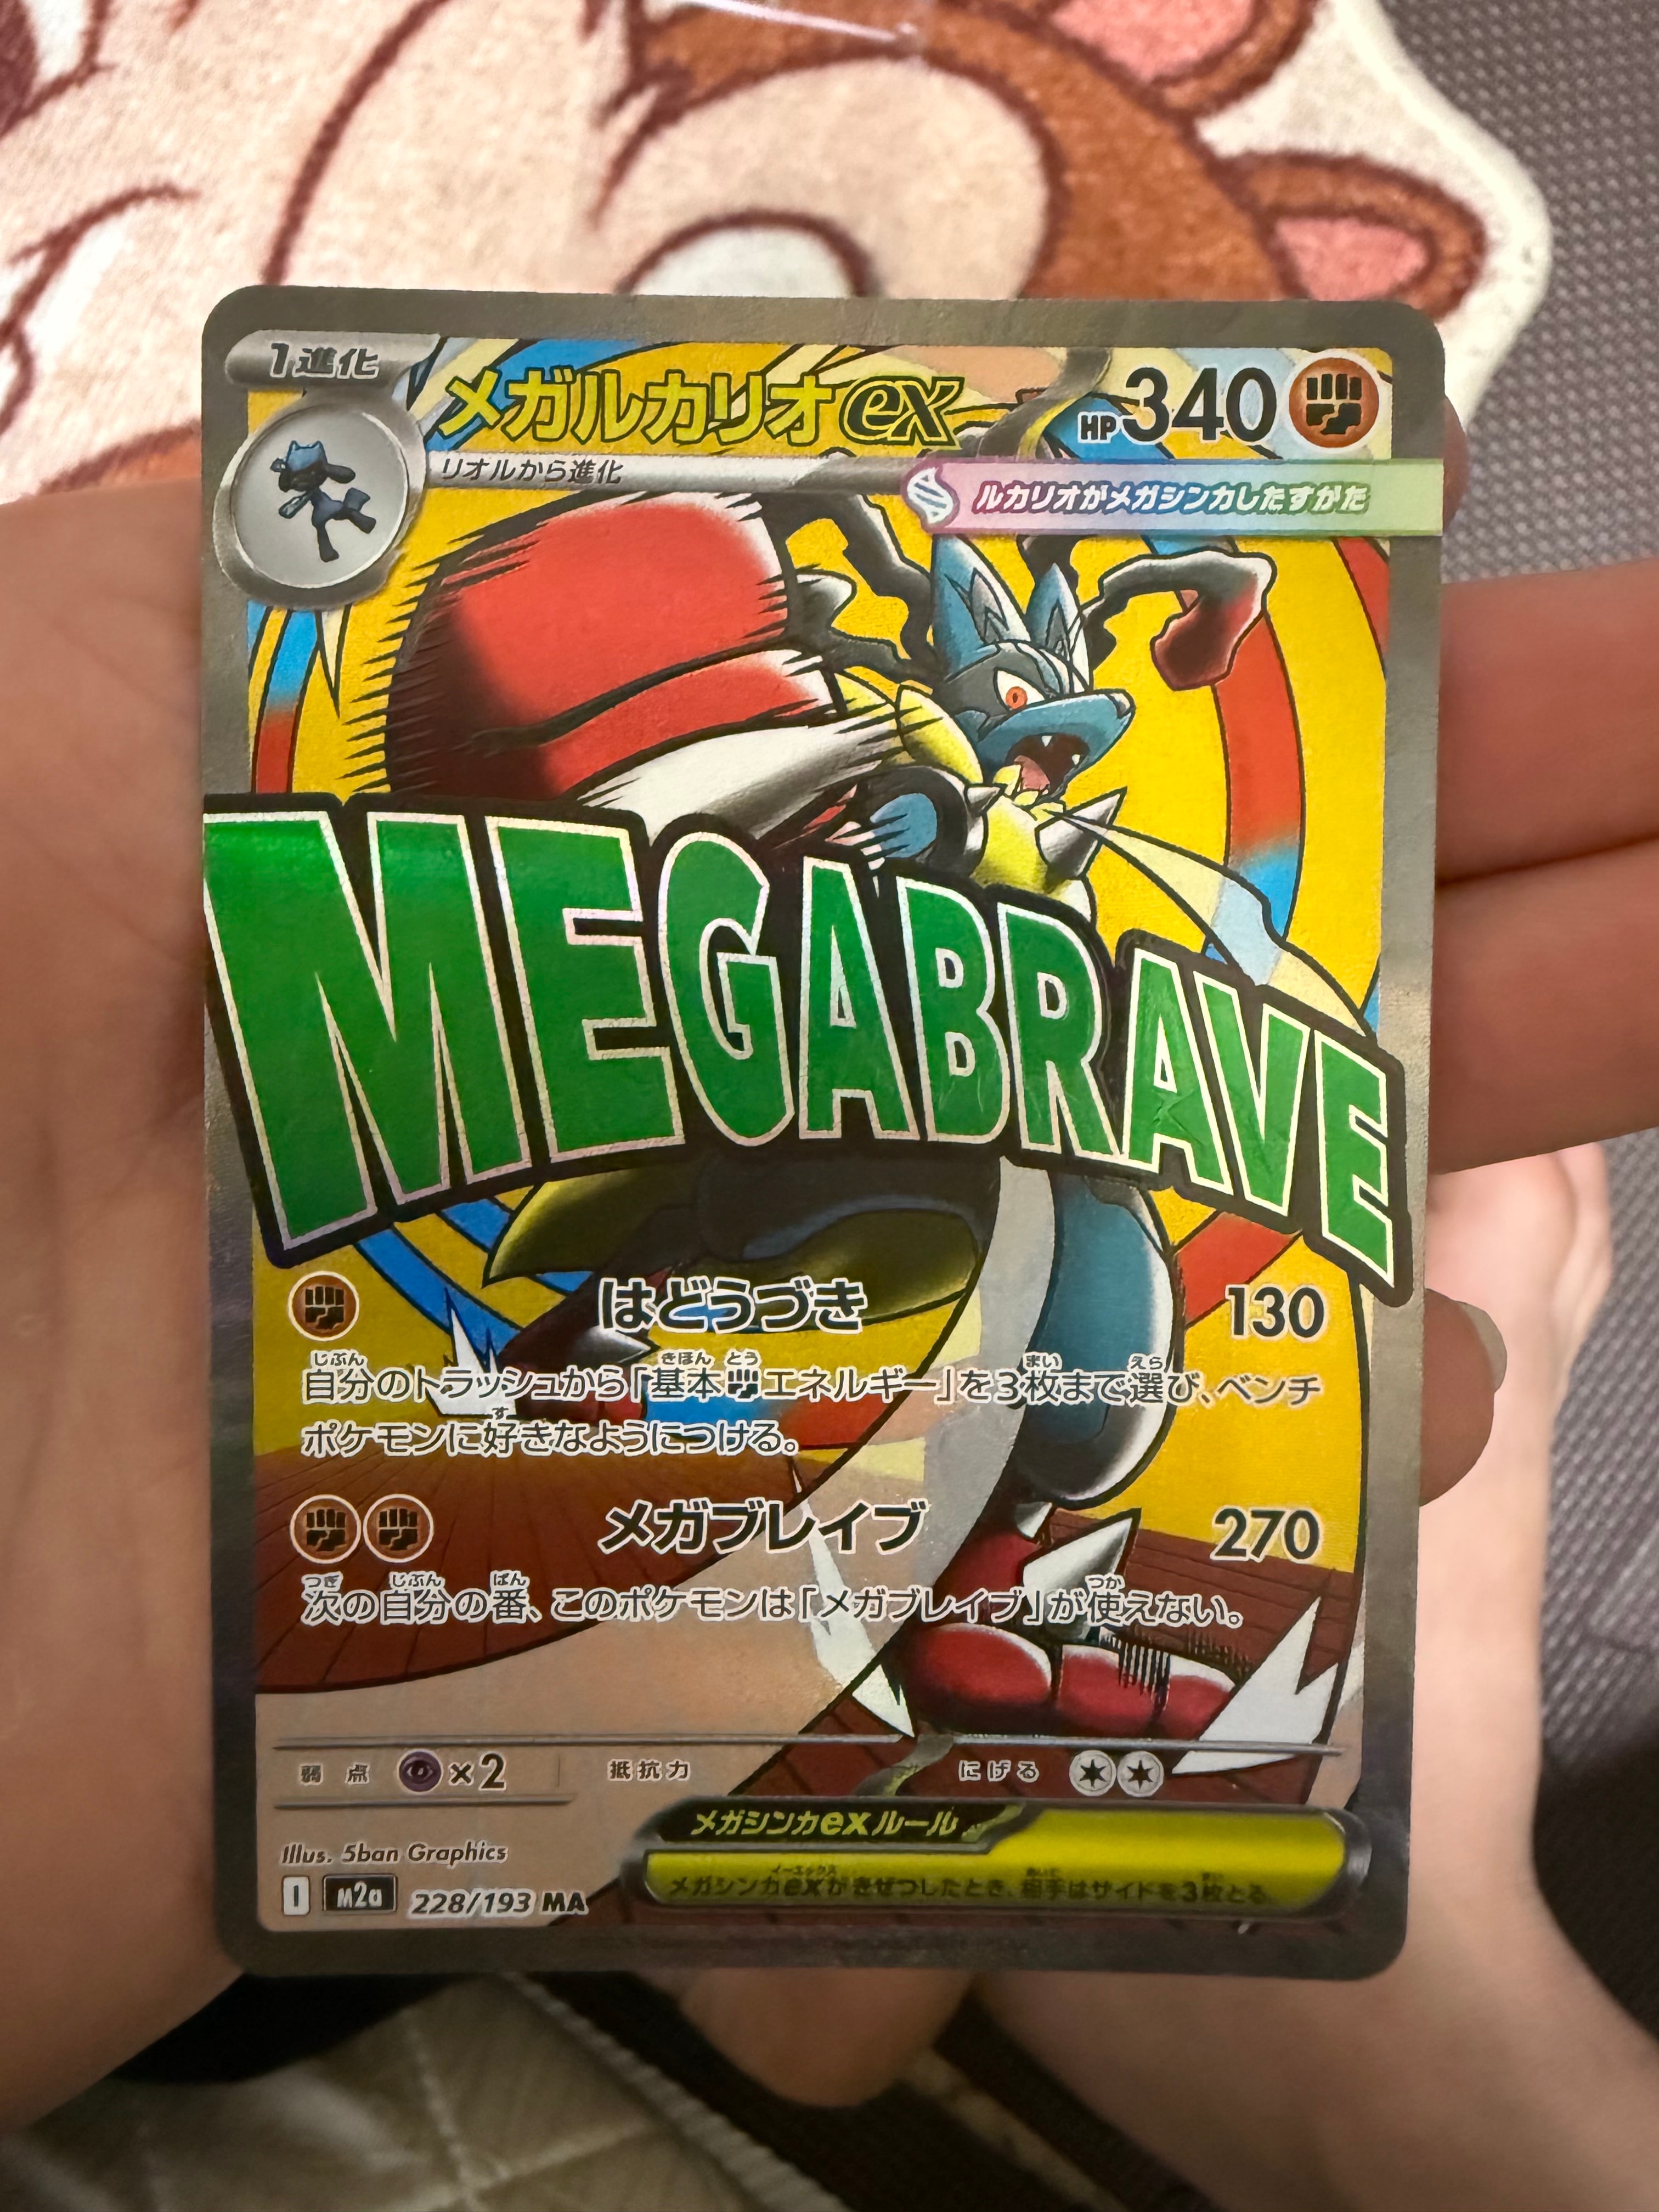 1進化
メガルカリオex
HP340
リオルから進化
ルカリオがメガシンカしたすがた
MEGABRAVE
はどうづき 130
自分のトラッシュから「基本エネルギー」を3枚まで選び、ベンチ
ポケモンに好きなようにつける。
メガブレイブ 270
次の自分の番、このポケモンは「メガブレイブ」が使えない。
弱点 ×2 抵抗力 にげる
メガシンカexルール
メガシンカexがきぜつしたとき、相手はサイドを3枚とる。
Illus. 5ban Graphics
I m2a 228/193 MA